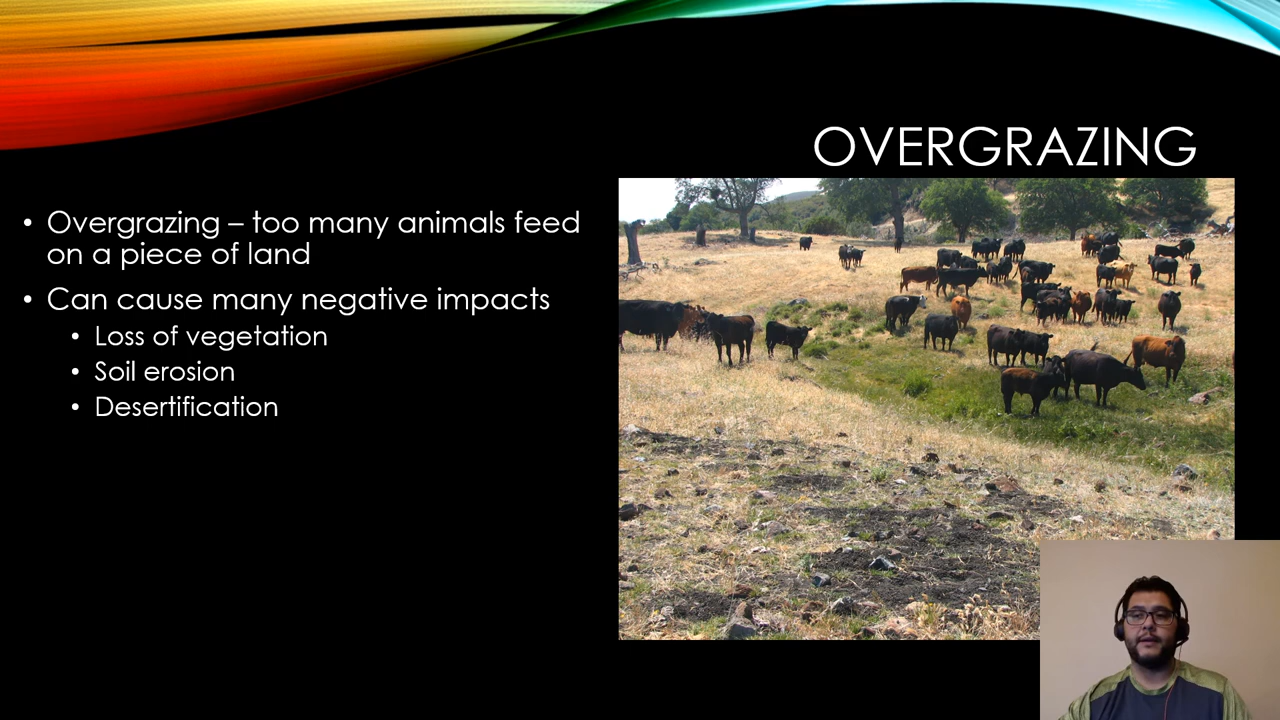 OVERGRAZING
• Overgrazing – too many animals feed
on a piece of land
• Can cause many negative impacts
• Loss of vegetation
• Soil erosion
• Desertification